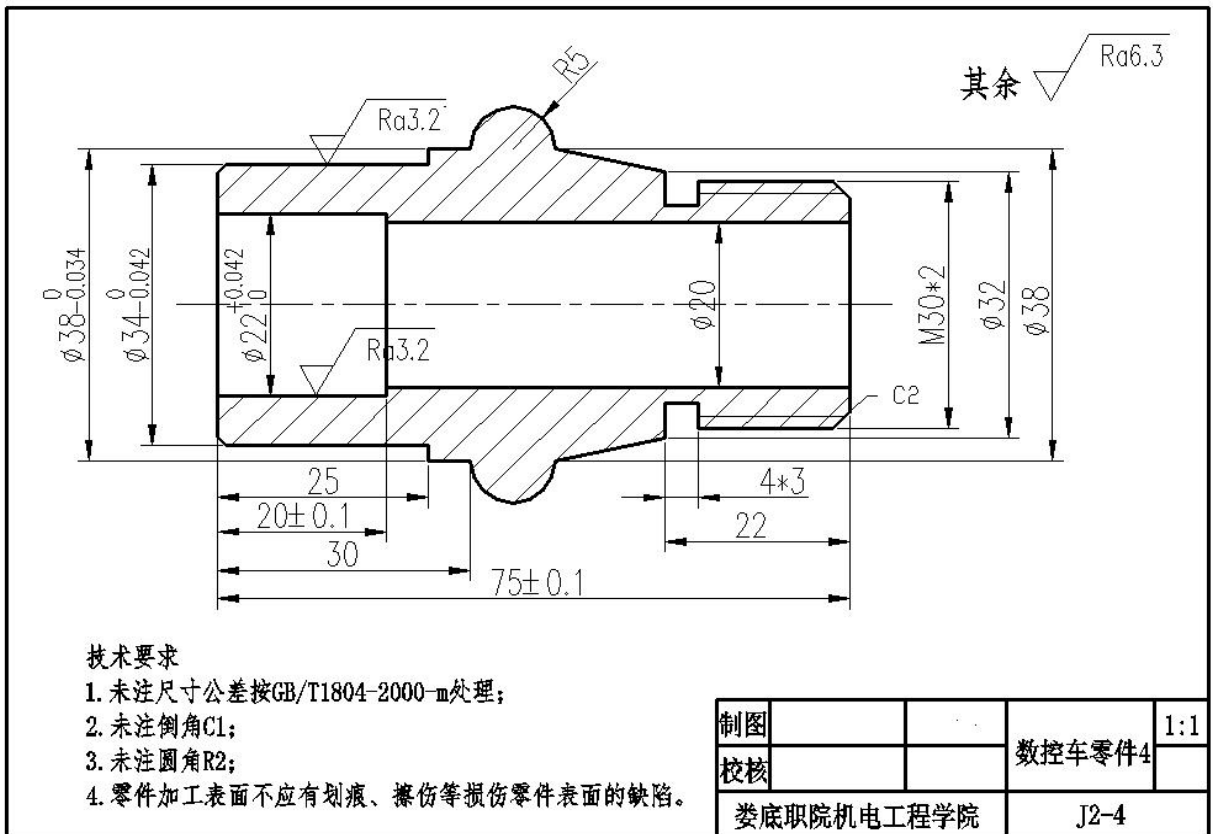 其余 Ra6.3
R5
Ra3.2
Ra3.2
φ38 0 -0.034
φ34 0 -0.042
φ22 +0.042 0
φ20
M30*2
φ32
φ38
C2
25
20±0.1
30
75±0.1
4*3
22
技术要求
1.未注尺寸公差按GB/T1804-2000-m处理;
2.未注倒角C1;
3.未注圆角R2;
4.零件加工表面不应有划痕、擦伤等损伤零件表面的缺陷。
制图
校核
数控车零件4
1:1
娄底职院机电工程学院
J2-4